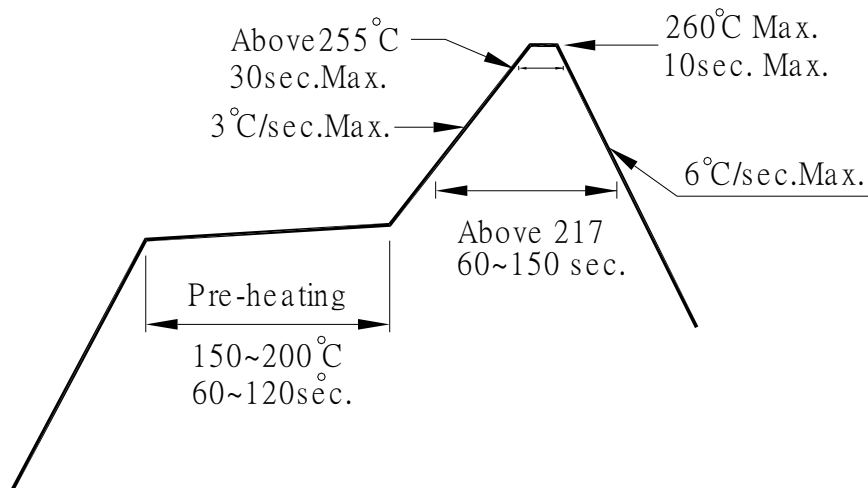 Above255°C
30sec.Max.
260°C Max.
10sec. Max.
3°C/sec.Max.
6°C/sec.Max.
Above 217
60~150 sec.
Pre-heating
150~200°C
60~120sec.